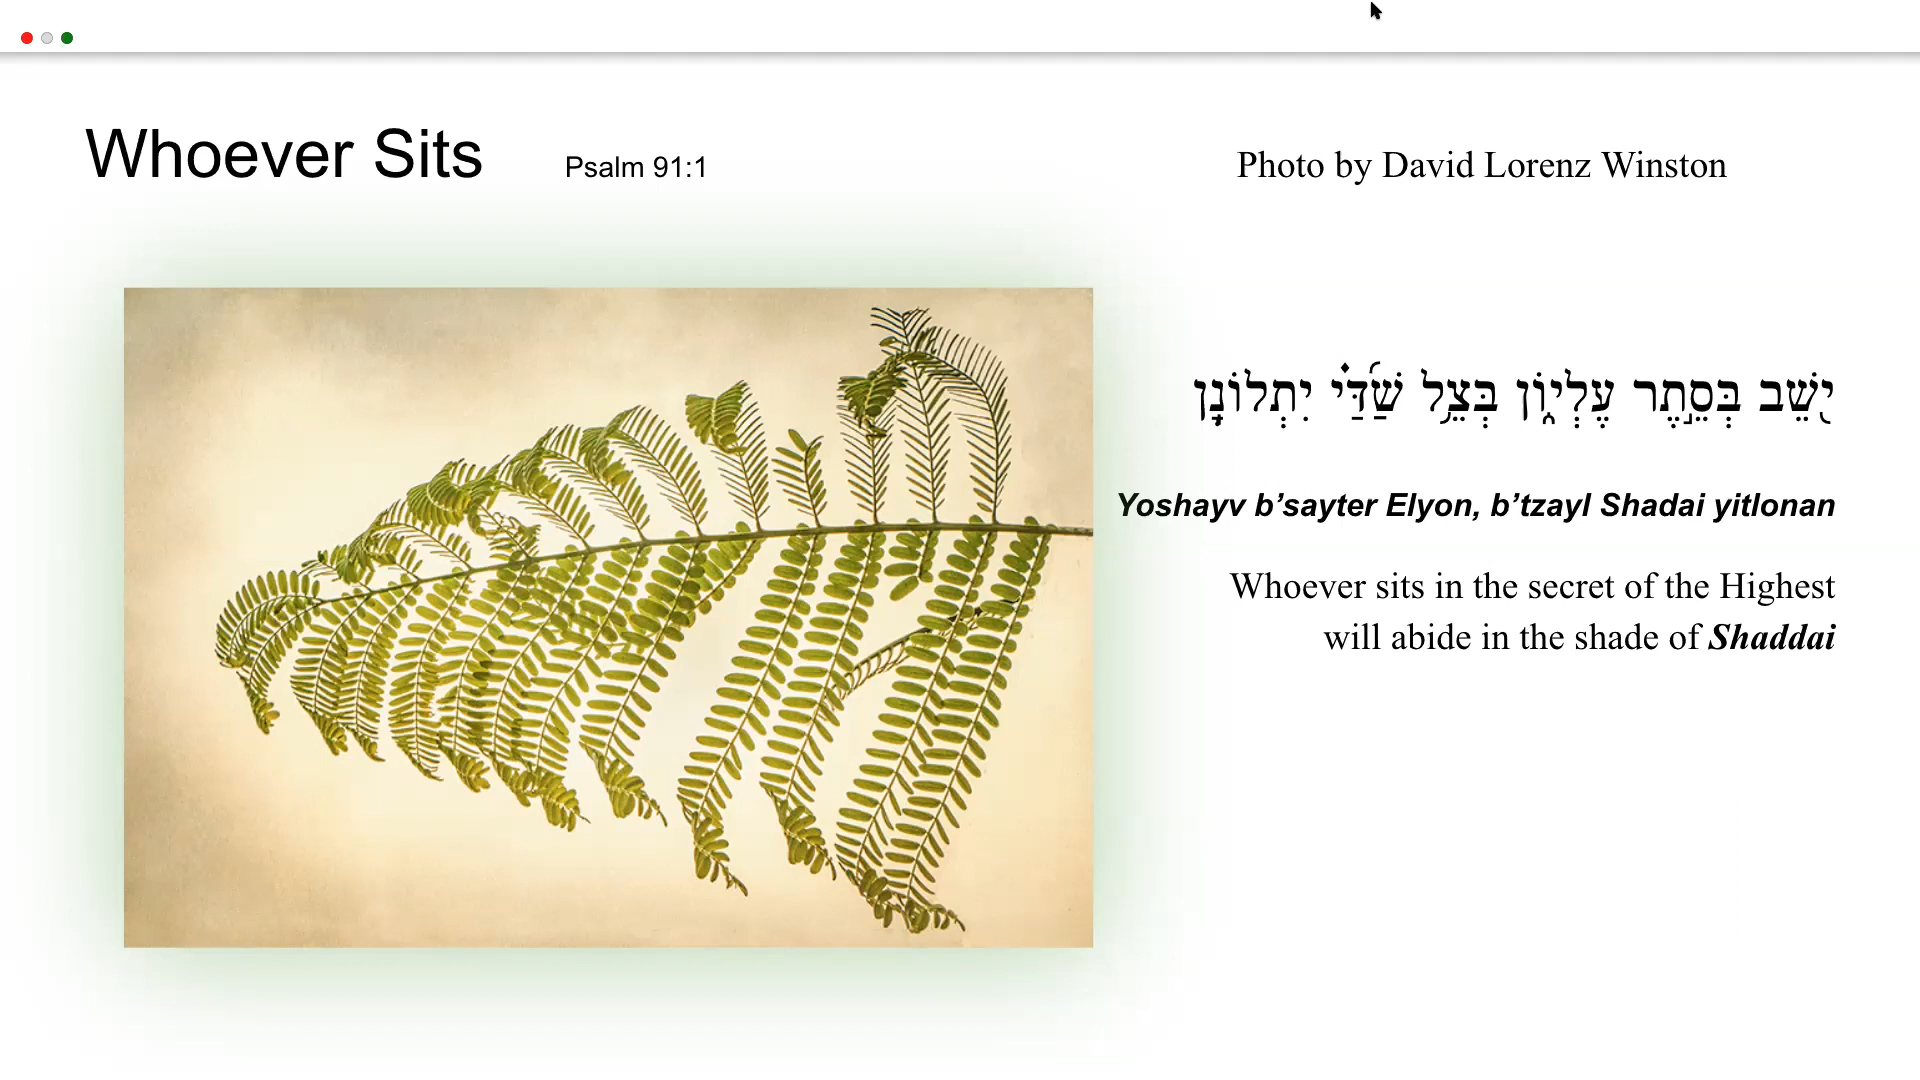 Whoever Sits
Psalm 91:1
Photo by David Lorenz Winston
יֹ֭שֵׁב בְּסֵ֣תֶר עֶלְי֑וֹן בְּצֵ֥ל שַׁ֝דַּ֗י יִתְלוֹנָֽן
Yoshayv b’sayter Elyon, b’tzayl Shadai yitlonan
Whoever sits in the secret of the Highest
will abide in the shade of Shaddai